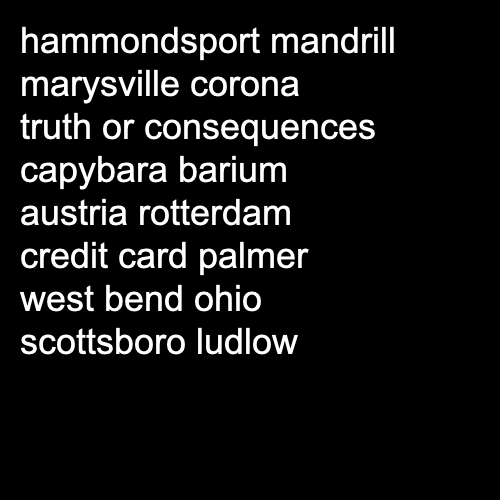 hammondsport mandrill
marysville corona
truth or consequences
capybara barium
austria rotterdam
credit card palmer
west bend ohio
scottsboro ludlow